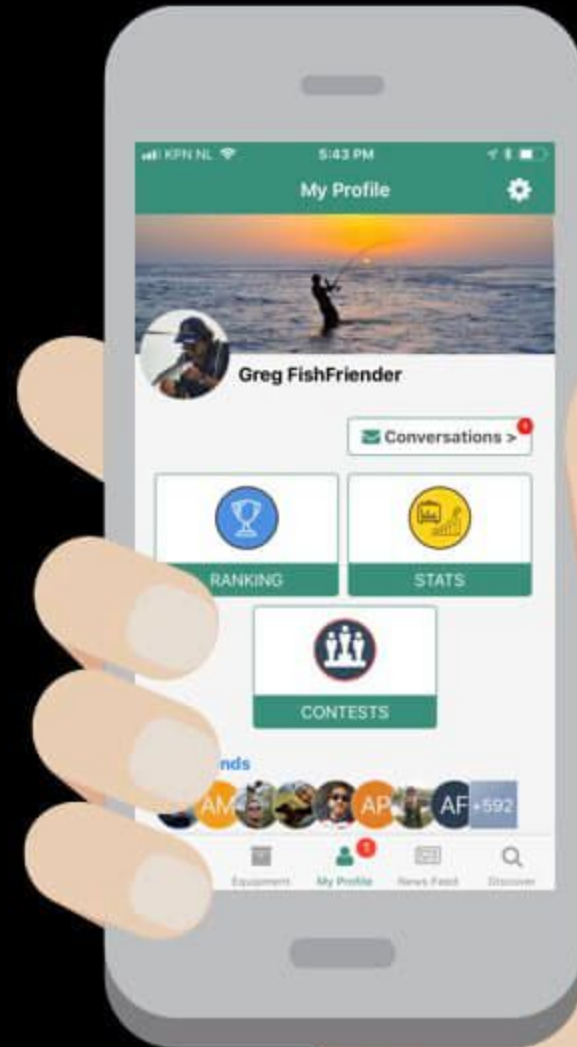 KPN NL 5:43 PM
My Profile
Greg FishFriender
Conversations > 1
RANKING STATS
CONTESTS
nds
AM AP AF +592
1
Equipment My Profile News Feed Discover